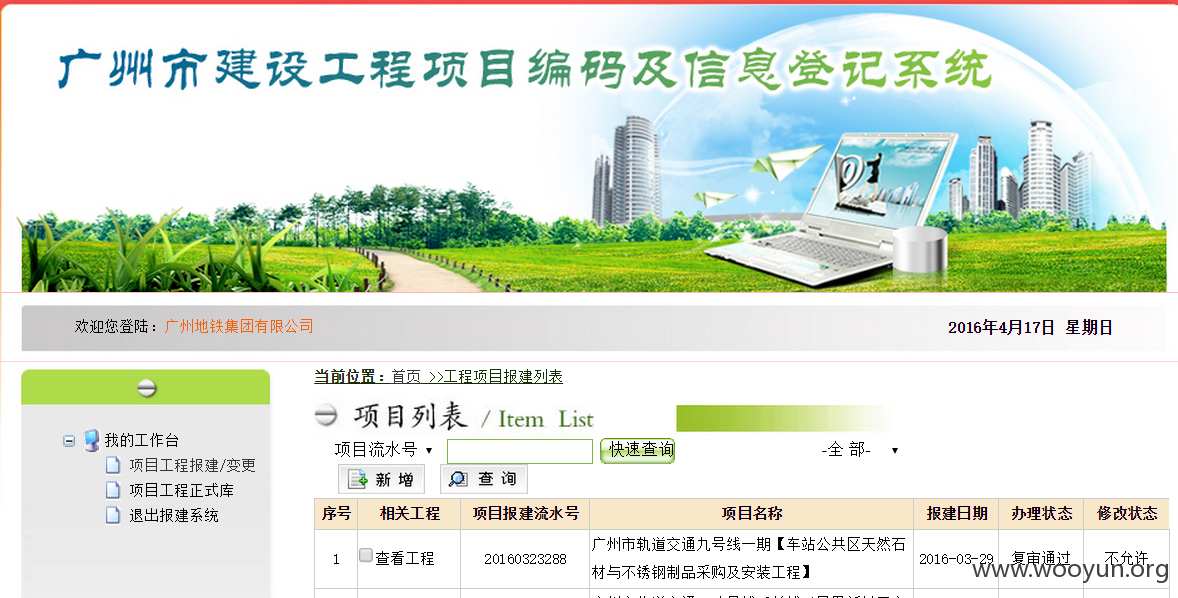 广州市建设工程项目编码及信息登记系统
欢迎您登陆：广州地铁集团有限公司
2016年4月17日 星期日
当前位置：首页 >>工程项目报建列表
项目列表 / Item List
我的工作台
项目工程报建/变更
项目工程正式库
退出报建系统
项目流水号 快速查询 -全 部-
新 增 查 询
序号 相关工程 项目报建流水号 项目名称 报建日期 办理状态 修改状态
1 查看工程 20160323288 广州市轨道交通九号线一期【车站公共区天然石
材与不锈钢制品采购及安装工程】 2016-03-29 复审通过 不允许
www.wooyun.org